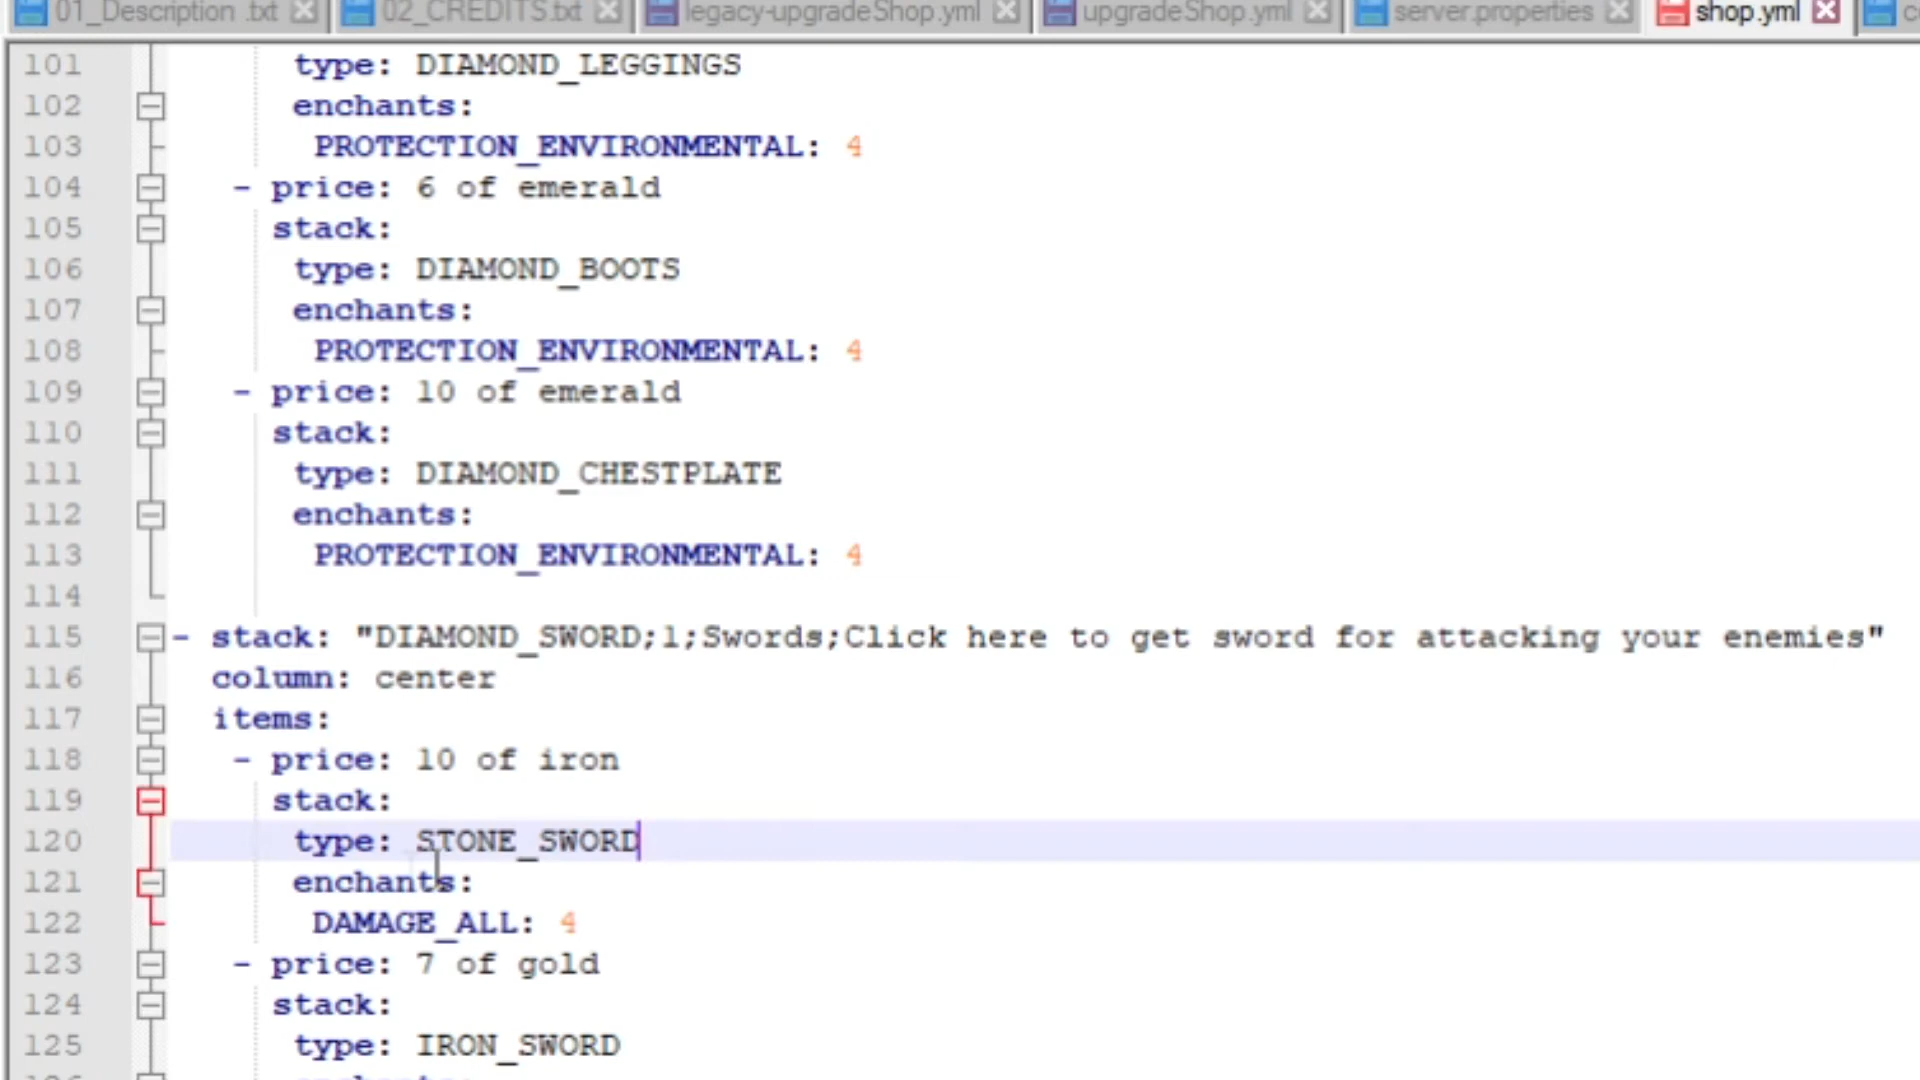 01_Description .txt 02_CREDITS.txt legacy-upgradeShop.yml upgradeShop.yml server.properties shop.yml
101 type: DIAMOND_LEGGINGS
102 enchants:
103 PROTECTION_ENVIRONMENTAL: 4
104 - price: 6 of emerald
105 stack:
106 type: DIAMOND_BOOTS
107 enchants:
108 PROTECTION_ENVIRONMENTAL: 4
109 - price: 10 of emerald
110 stack:
111 type: DIAMOND_CHESTPLATE
112 enchants:
113 PROTECTION_ENVIRONMENTAL: 4
114
115 - stack: "DIAMOND_SWORD;1;Swords;Click here to get sword for attacking your enemies"
116 column: center
117 items:
118 - price: 10 of iron
119 stack:
120 type: STONE_SWORD
121 enchants:
122 DAMAGE_ALL: 4
123 - price: 7 of gold
124 stack:
125 type: IRON_SWORD